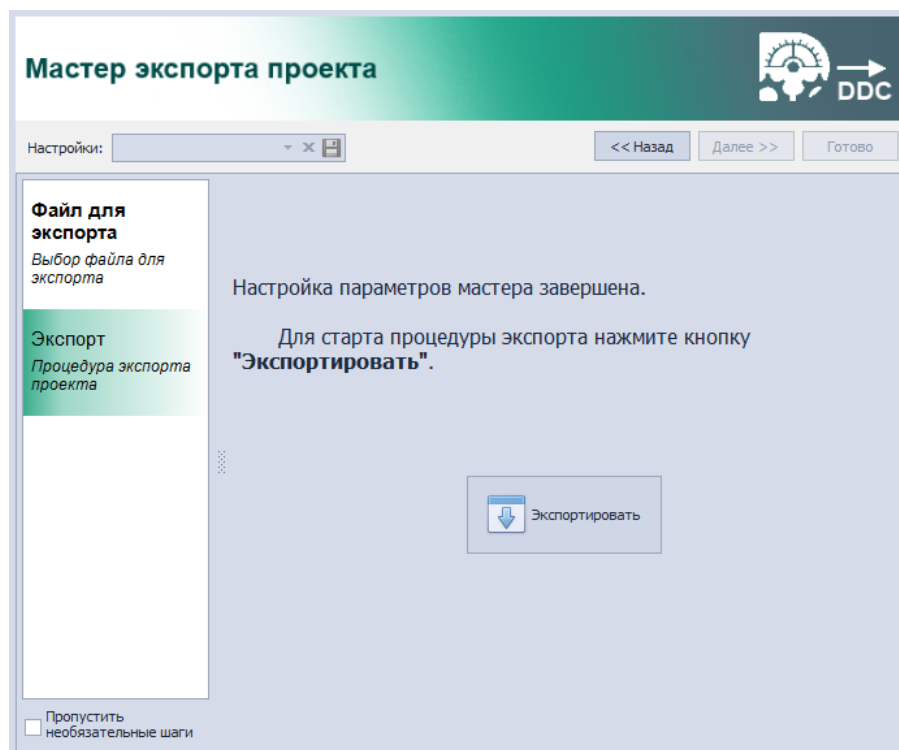 Мастер экспорта проекта
DDC
Настройки:
<< Назад
Далее >>
Готово
Файл для
экспорта
Выбор файла для
экспорта
Экспорт
Процедура экспорта
проекта
Настройка параметров мастера завершена.
Для старта процедуры экспорта нажмите кнопку
"Экспортировать".
Экспортировать
Пропустить
необязательные шаги